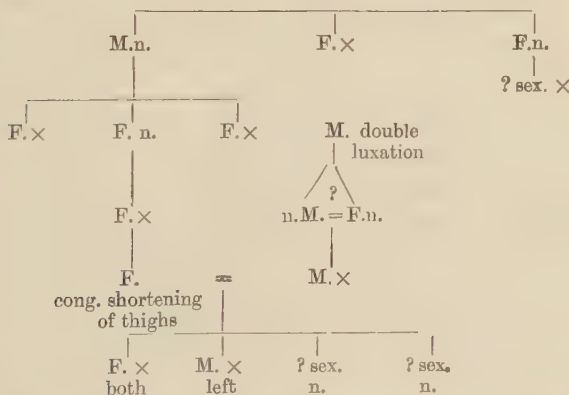 M.n. F.× F.n.
? sex. ×
F.× F. n. F.× M. double
luxation
?
F.× n.M. = F.n.
F. = M.×
cong. shortening
of thighs
F. × M. × ? sex. ? sex.
both left n. n.